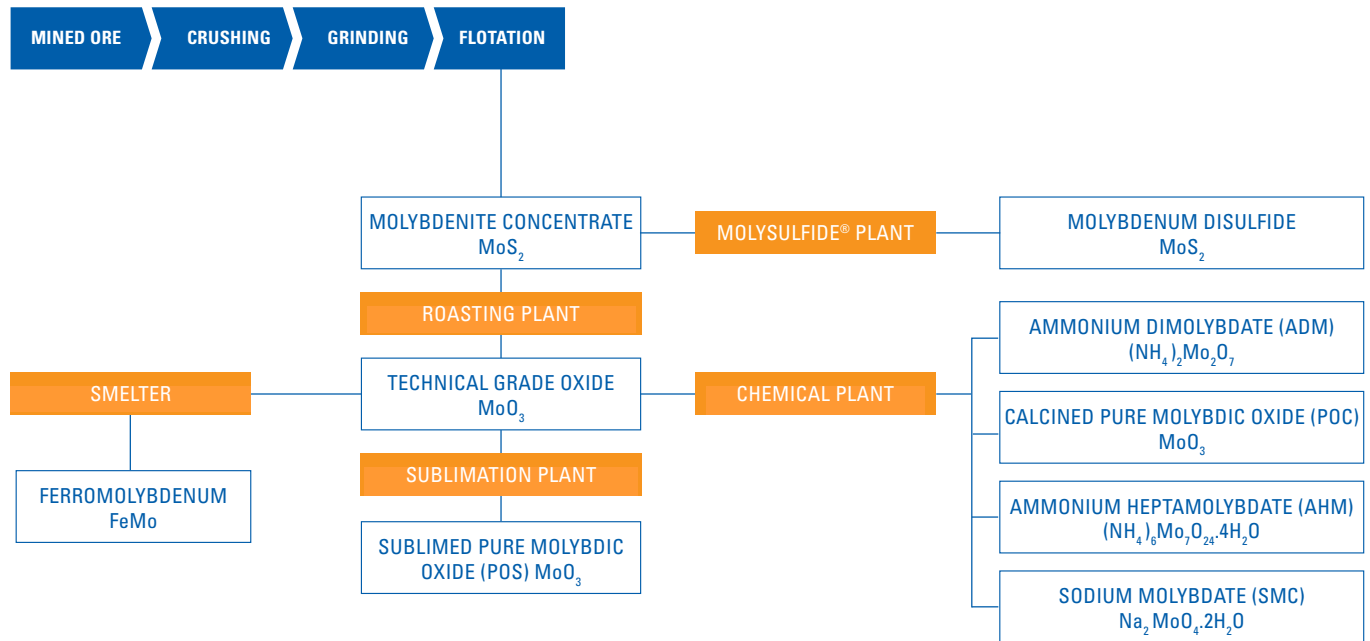 MINED ORE
CRUSHING
GRINDING
FLOTATION
MOLYBDENITE CONCENTRATE
MoS₂
MOLYSULFIDE® PLANT
MOLYBDENUM DISULFIDE
MoS₂
ROASTING PLANT
AMMONIUM DIMOLYBDATE (ADM)
(NH₄)₂Mo₂O₇
SMELTER
TECHNICAL GRADE OXIDE
MoO₃
CHEMICAL PLANT
CALCINED PURE MOLYBDIC OXIDE (POC)
MoO₃
SUBLIMATION PLANT
FERROMOLYBDENUM
FeMo
AMMONIUM HEPTAMOLYBDATE (AHM)
(NH₄)₆Mo₇O₂₄.4H₂O
SUBLIMED PURE MOLYBDIC
OXIDE (POS) MoO₃
SODIUM MOLYBDATE (SMC)
Na₂MoO₄.2H₂O